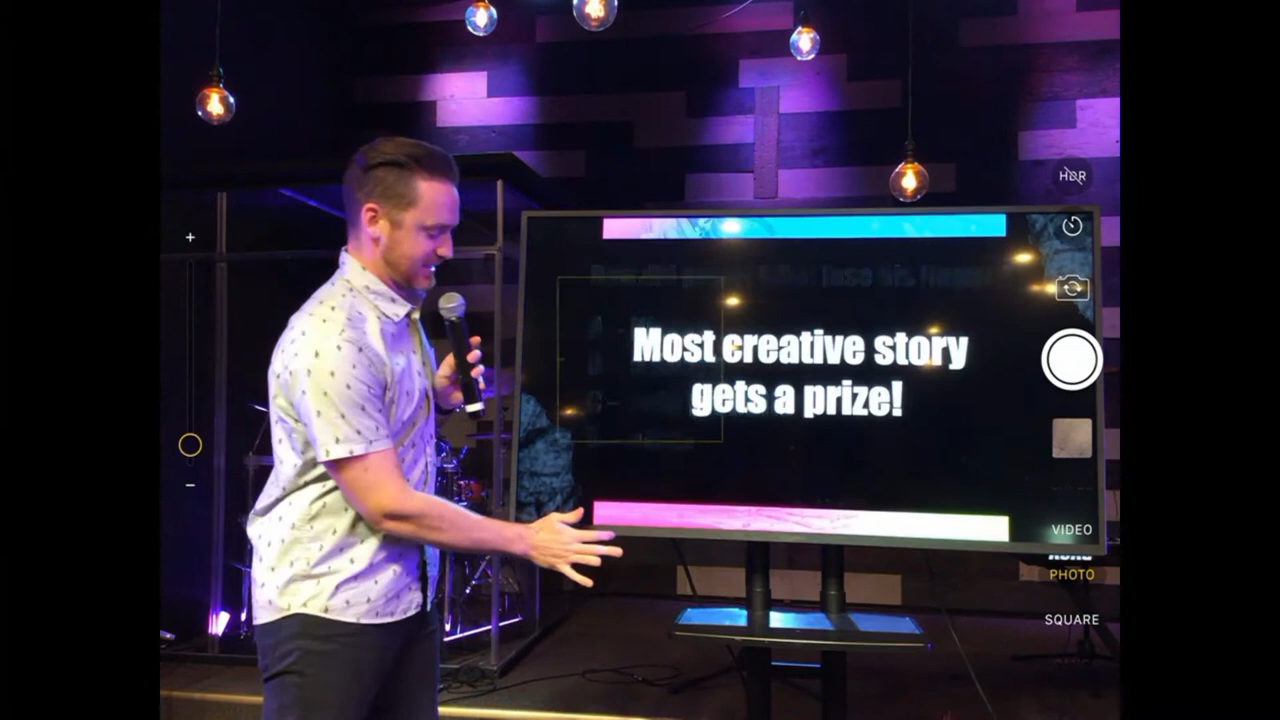 HDR
Most creative story
gets a prize!
VIDEO
PHOTO
SQUARE